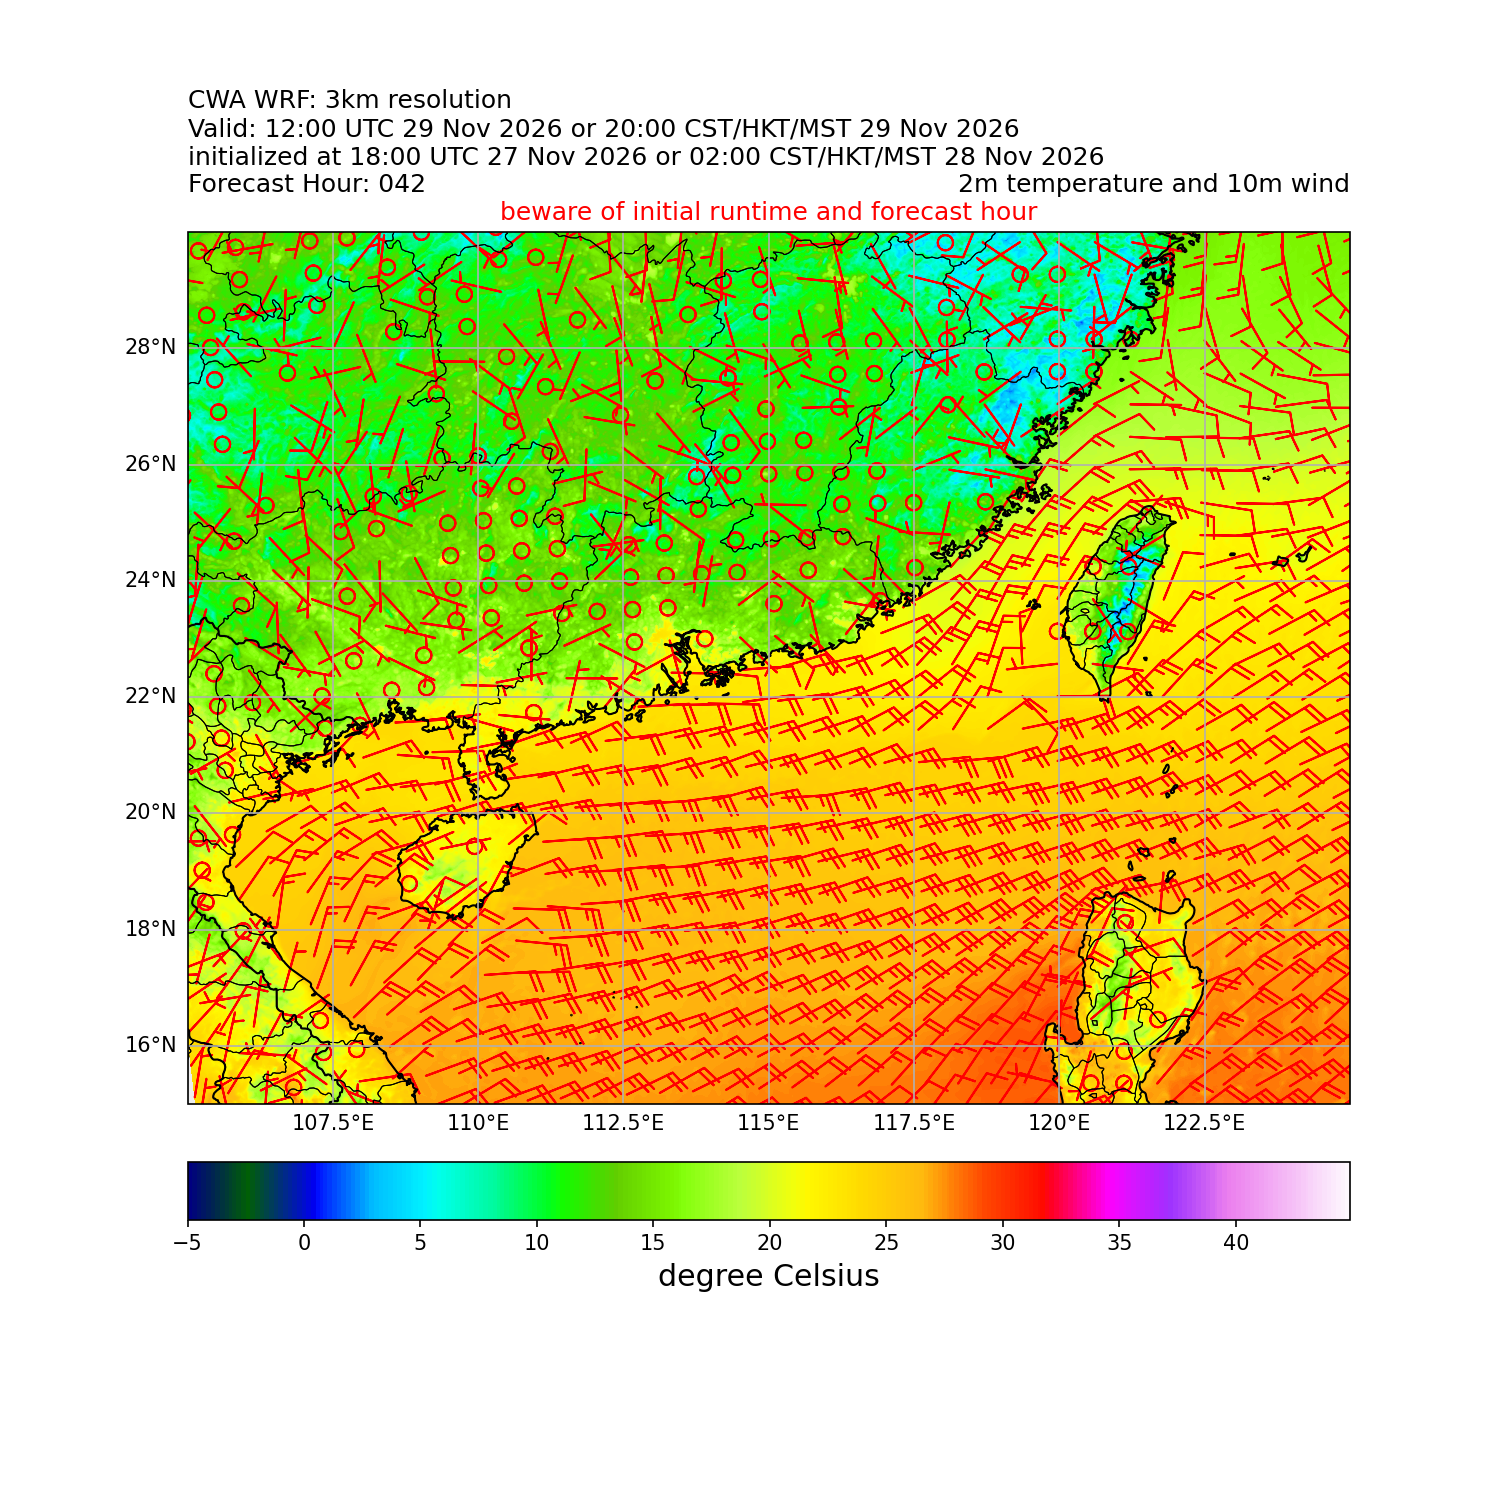 CWA WRF: 3km resolution
Valid: 12:00 UTC 29 Nov 2026 or 20:00 CST/HKT/MST 29 Nov 2026
initialized at 18:00 UTC 27 Nov 2026 or 02:00 CST/HKT/MST 28 Nov 2026
Forecast Hour: 042 2m temperature and 10m wind
beware of initial runtime and forecast hour
28°N
26°N
24°N
22°N
20°N
18°N
16°N
107.5°E 110°E 112.5°E 115°E 117.5°E 120°E 122.5°E
−5 0 5 10 15 20 25 30 35 40
degree Celsius